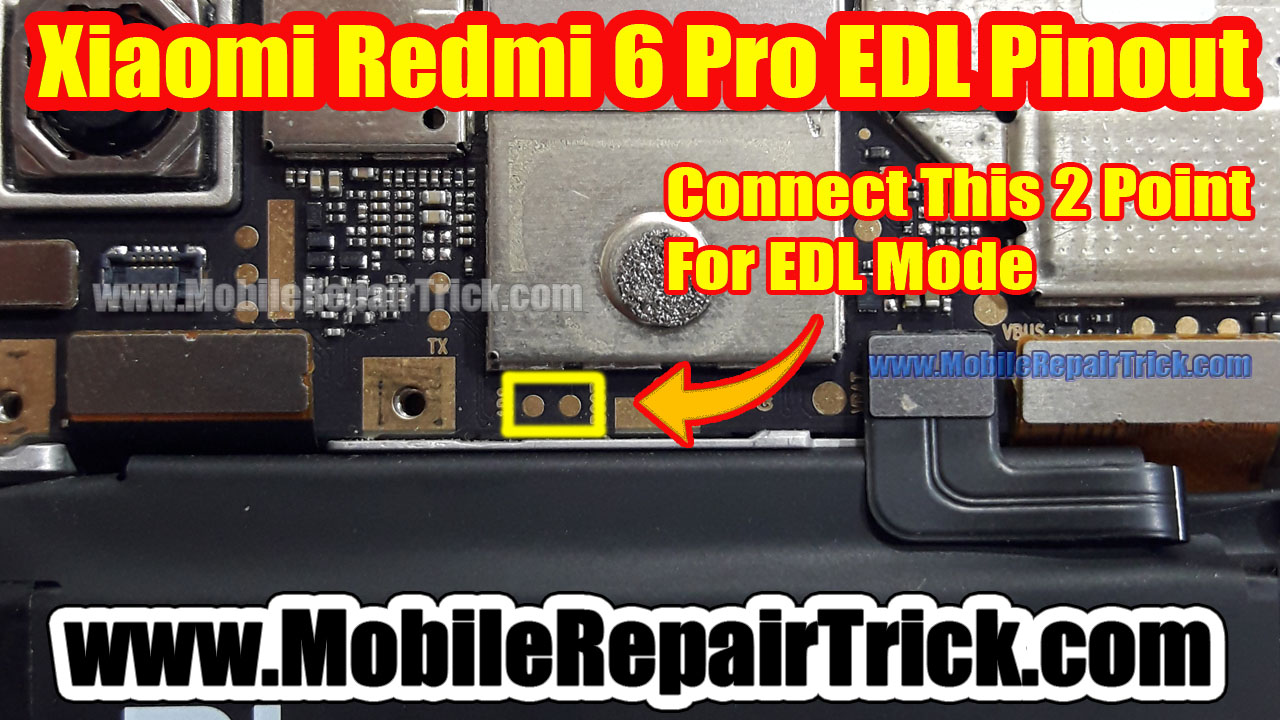 Xiaomi Redmi 6 Pro EDL Pinout
Connect This 2 Point
For EDL Mode
www.MobileRepairTrick.com
TX
VBUS
www.MobileRepairTrick.com
www.MobileRepairTrick.com